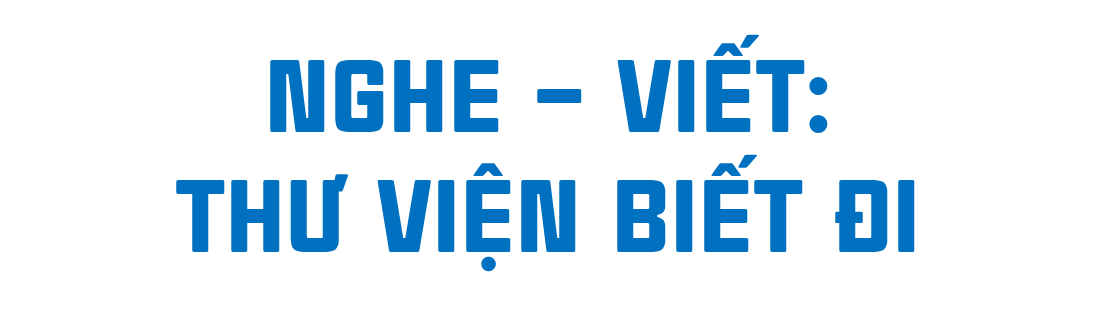 NGHE – VIẾT:
THƯ VIỆN BIẾT ĐI